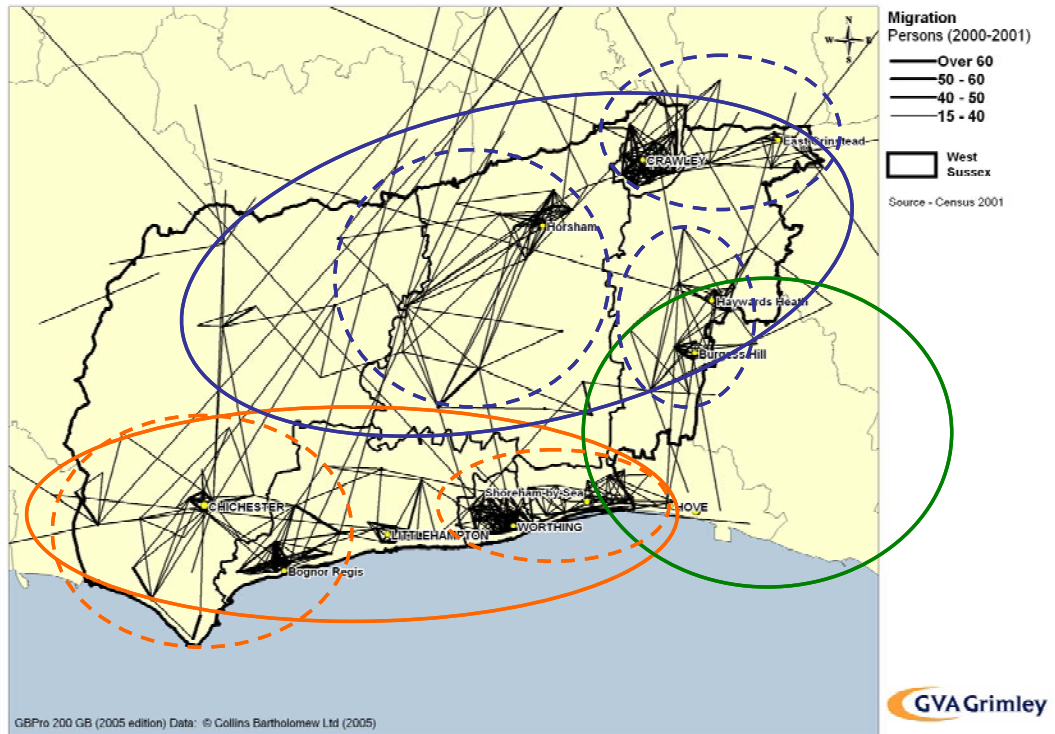 Migration
Persons (2000-2001)
Over 60
50 - 60
40 - 50
15 - 40
West
Sussex
Source - Census 2001
N
W E
S
East Grinstead
CRAWLEY
Horsham
Haywards Heath
Burgess Hill
Shoreham-by-Sea
CHICHESTER
HOVE
WORTHING
LITTLEHAMPTON
Bognor Regis
GVA Grimley
GBPro 200 GB (2005 edition) Data: © Collins Bartholomew Ltd (2005)